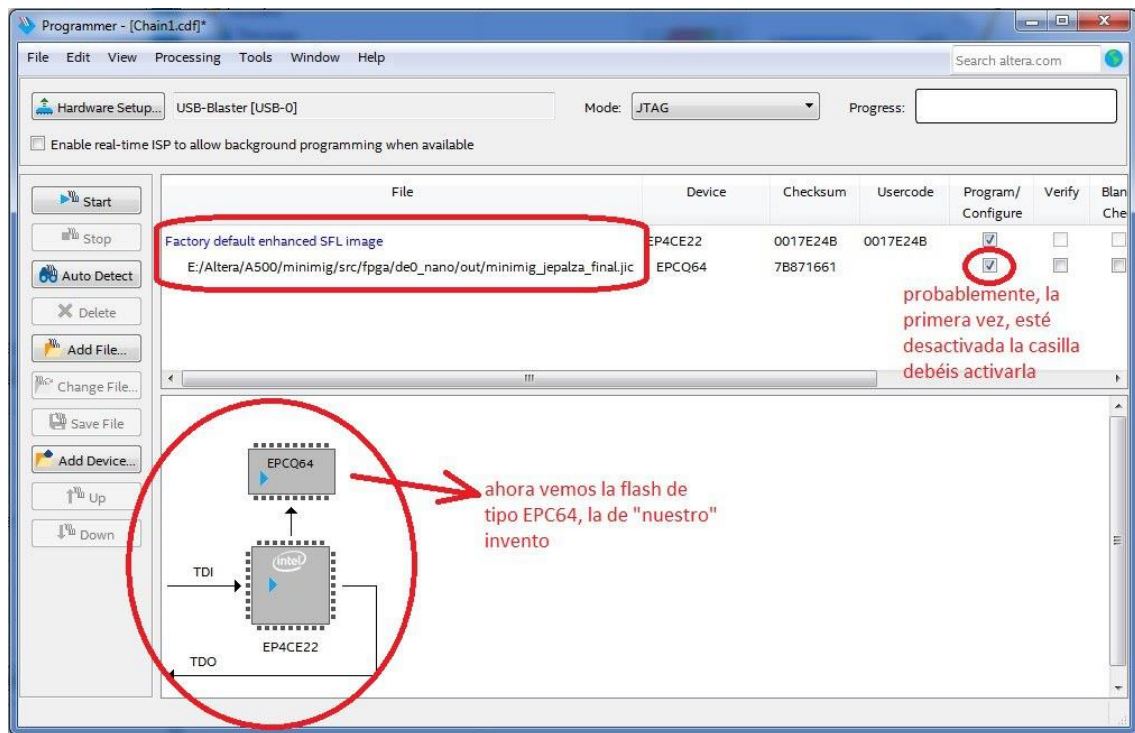 Programmer - [Chain1.cdf]*
File Edit View Processing Tools Window Help
Search altera.com
Hardware Setup... USB-Blaster [USB-0] Mode: JTAG Progress:
Enable real-time ISP to allow background programming when available
Start
Stop
Auto Detect
Delete
Add File...
Change File...
Save File
Add Device...
Up
Down
File Device Checksum Usercode Program/ Verify Blan
Configure Che
Factory default enhanced SFL image EP4CE22 0017E24B 0017E24B
E:/Altera/A500/minimig/src/fpga/de0_nano/out/minimig_jepalza_final.jic EPCQ64 7B871661
probablemente, la
primera vez, esté
desactivada la casilla
debéis activarla
EPCQ64
ahora vemos la flash de
tipo EPC64, la de "nuestro"
invento
intel
TDI
EP4CE22
TDO